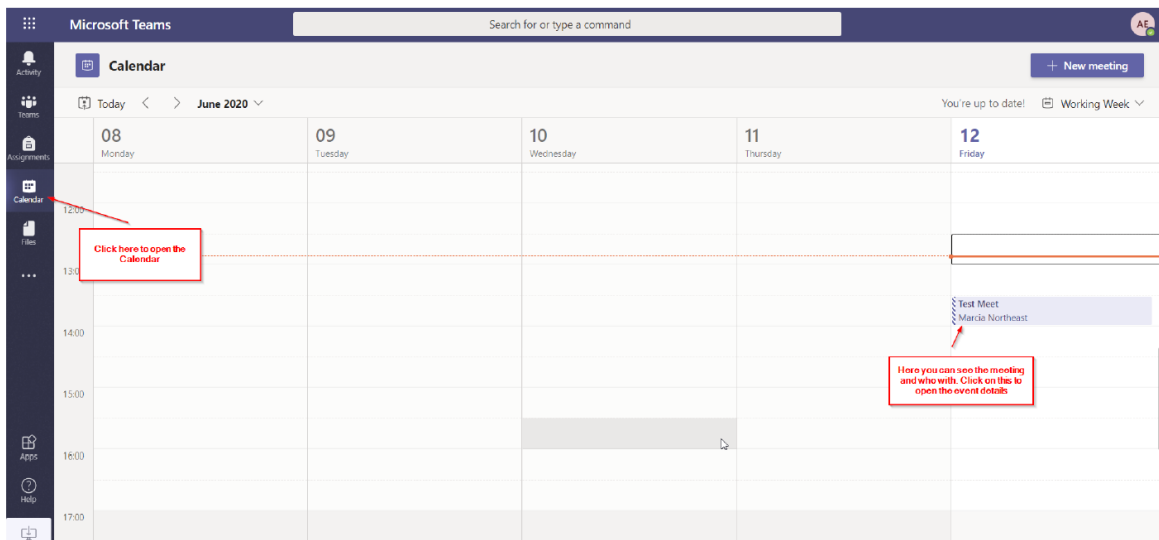 Microsoft Teams
Search for or type a command
AE
Activity
Calendar
+ New meeting
Teams
Today
June 2020
You're up to date!
Working Week
Assignments
08
Monday
09
Tuesday
10
Wednesday
11
Thursday
12
Friday
Calendar
12:00
Files
Click here to open the
Calendar
13:0
Test Meet
Marcia Northeast
14:00
Here you can see the meeting
and who with. Click on this to
open the event details
15:00
Apps
16:00
Help
17:00